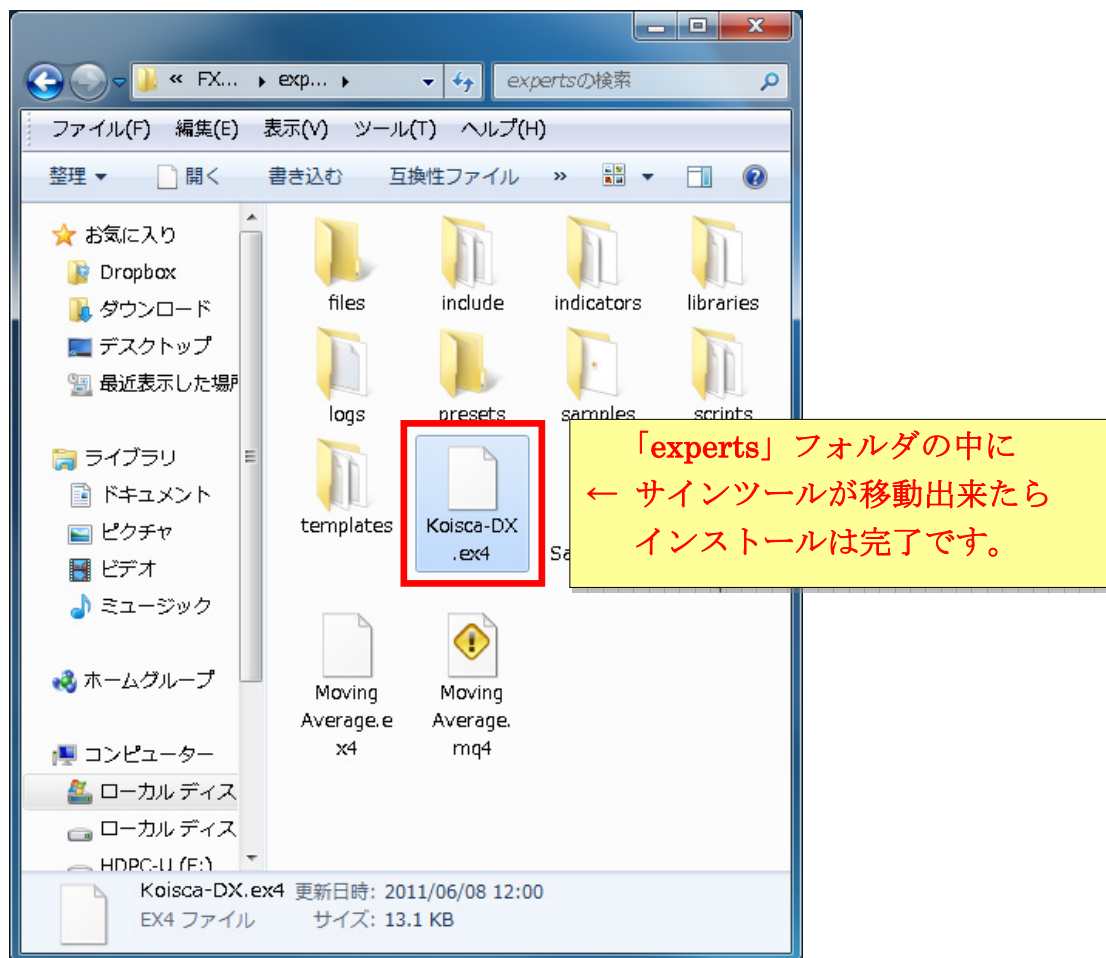 « FX... ▸ exp... ▸
expertsの検索
ファイル(F) 編集(E) 表示(V) ツール(T) ヘルプ(H)
整理 ▼ 開く 書き込む 互換性ファイル »
お気に入り
Dropbox
ダウンロード
デスクトップ
最近表示した場
ライブラリ
ドキュメント
ピクチャ
ビデオ
ミュージック
ホームグループ
コンピューター
ローカル ディス
ローカル ディス
HDPC-U (F:)
files include indicators libraries
logs presets samples scripts
templates
Koisca-DX
.ex4
Sa
Moving
Average.e
x4
Moving
Average.
mq4
「experts」フォルダの中に
← サインツールが移動出来たら
インストールは完了です。
Koisca-DX.ex4 更新日時: 2011/06/08 12:00
EX4 ファイル サイズ: 13.1 KB